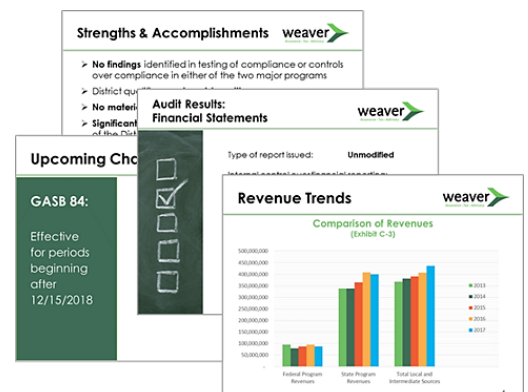 Strengths & Accomplishments
weaver
No findings identified in testing of compliance or controls
over compliance in either of the two major programs
District
No
Significant
of the
Audit Results:
Financial Statements
weaver
Type of report issued: Unmodified
Upcoming
GASB 84:
Effective
for periods
beginning
after
12/15/2018
Revenue Trends
weaver
Comparison of Revenues
(Exhibit C-3)
500,000,000
450,000,000
400,000,000
350,000,000
300,000,000
250,000,000
200,000,000
150,000,000
100,000,000
50,000,000
-
Federal Program
Revenues
State Program
Revenues
Total Local and
Intermediate Sources
2013
2014
2015
2016
2017